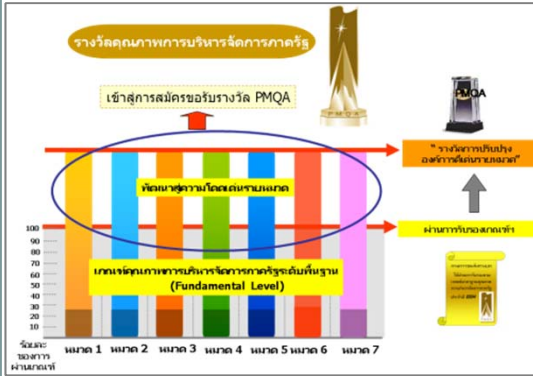 รางวัลคุณภาพการบริหารจัดการภาครัฐ
เข้าสู่การสมัครขอรับรางวัล PMQA
PMQA
PMQA
" รางวัลการปรับปรุง
องค์การดีเด่นรายหมวด"
พัฒนาสู่ความโดดเด่นรายหมวด
ผ่านการรับรองเกณฑ์ฯ
เกณฑ์คุณภาพการบริหารจัดการภาครัฐระดับพื้นฐาน
(Fundamental Level)
100
90
80
70
60
50
40
30
20
10
ร้อยละ
ของการ
ผ่านเกณฑ์
หมวด 1
หมวด 2
หมวด 3
หมวด 4
หมวด 5
หมวด 6
หมวด 7